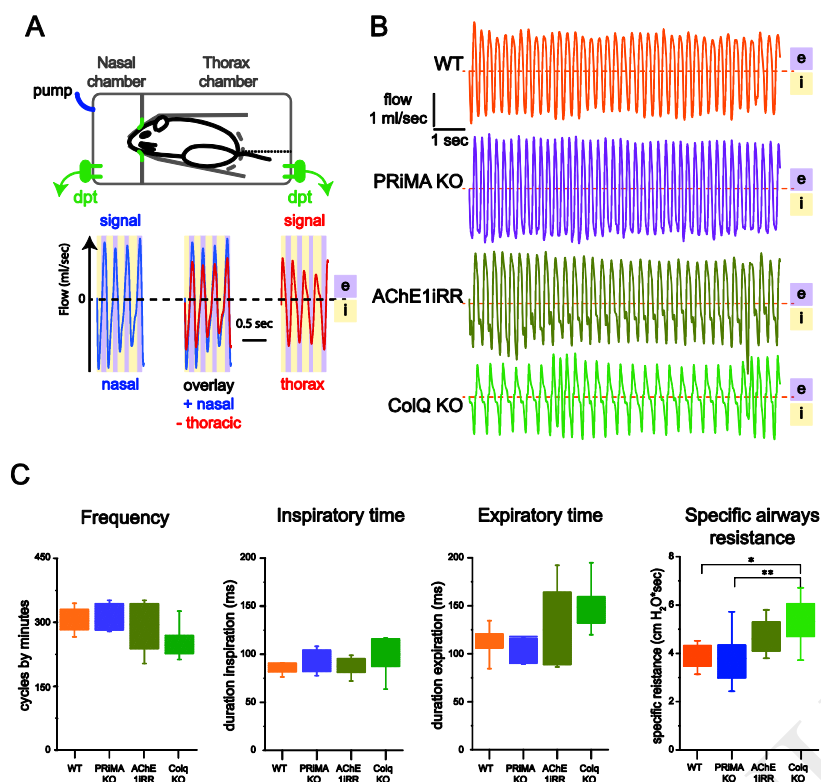 A
Nasal chamber
Thorax chamber
pump
dpt
dpt
signal
signal
Flow (ml/sec)
0
e
i
0.5 sec
nasal
overlay
+ nasal
- thoracic
thorax
B
WT
e
i
flow
1 ml/sec
1 sec
PRiMA KO
e
i
AChE1iRR
e
i
ColQ KO
e
i
C
Frequency
cycles by minutes
450
300
150
0
WT
PRIMA KO
AChE 1iRR
Colq KO
Inspiratory time
duration inspiration (ms)
200
150
100
50
0
WT
PRIMA KO
AChE 1iRR
Colq KO
Expiratory time
duration expiration (ms)
200
150
100
50
0
WT
PRIMA KO
AChE 1iRR
Colq KO
Specific airways resistance
specific reistance (cm H₂O*sec)
8
6
4
2
0
*
**
WT
PRIMA KO
AChE 1iRR
Colq KO